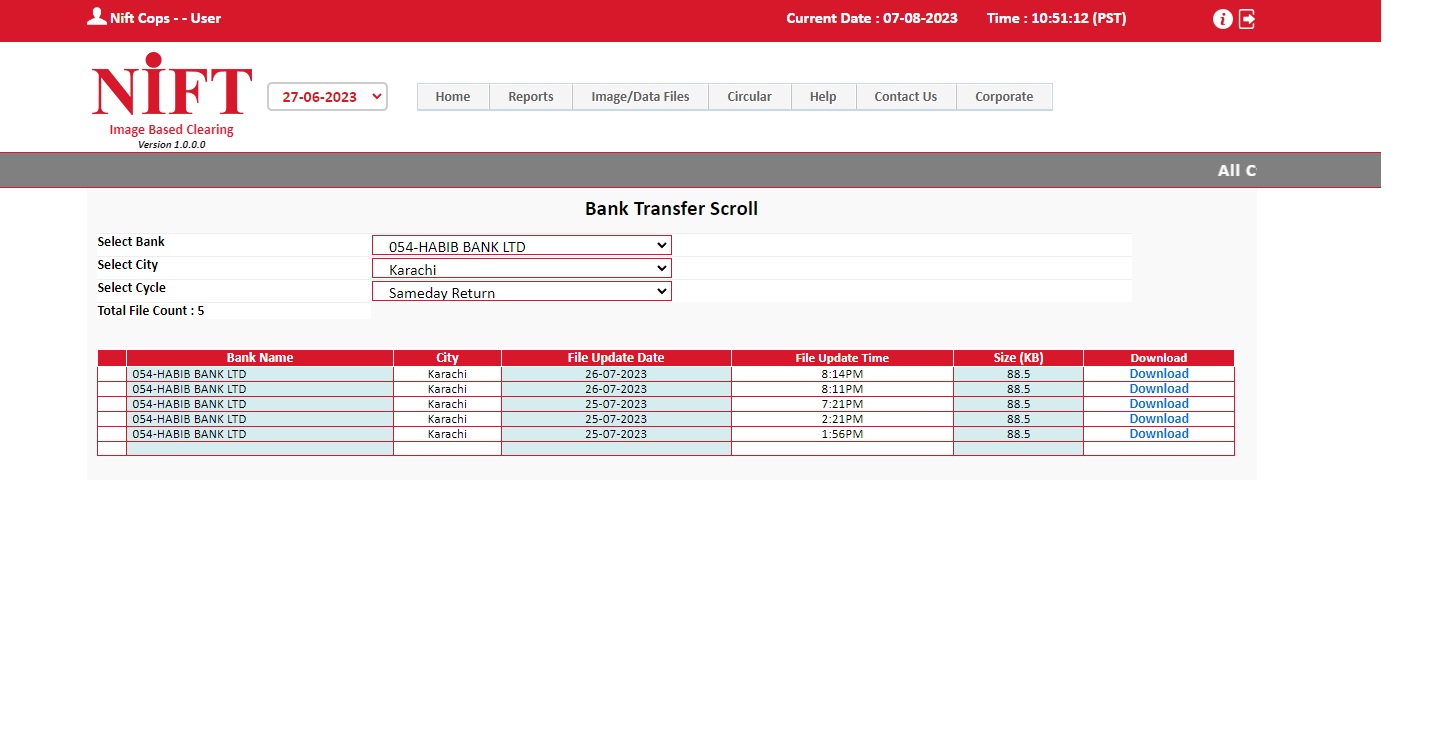 Nift Cops - - User Current Date : 07-08-2023 Time : 10:51:12 (PST)
NiFT
27-06-2023 Home Reports Image/Data Files Circular Help Contact Us Corporate
Image Based Clearing
Version 1.0.0.0
All C
Bank Transfer Scroll
Select Bank 054-HABIB BANK LTD
Select City Karachi
Select Cycle Sameday Return
Total File Count : 5
Bank Name City File Update Date File Update Time Size (KB) Download
054-HABIB BANK LTD Karachi 26-07-2023 8:14PM 88.5 Download
054-HABIB BANK LTD Karachi 26-07-2023 8:11PM 88.5 Download
054-HABIB BANK LTD Karachi 25-07-2023 7:21PM 88.5 Download
054-HABIB BANK LTD Karachi 25-07-2023 2:21PM 88.5 Download
054-HABIB BANK LTD Karachi 25-07-2023 1:56PM 88.5 Download